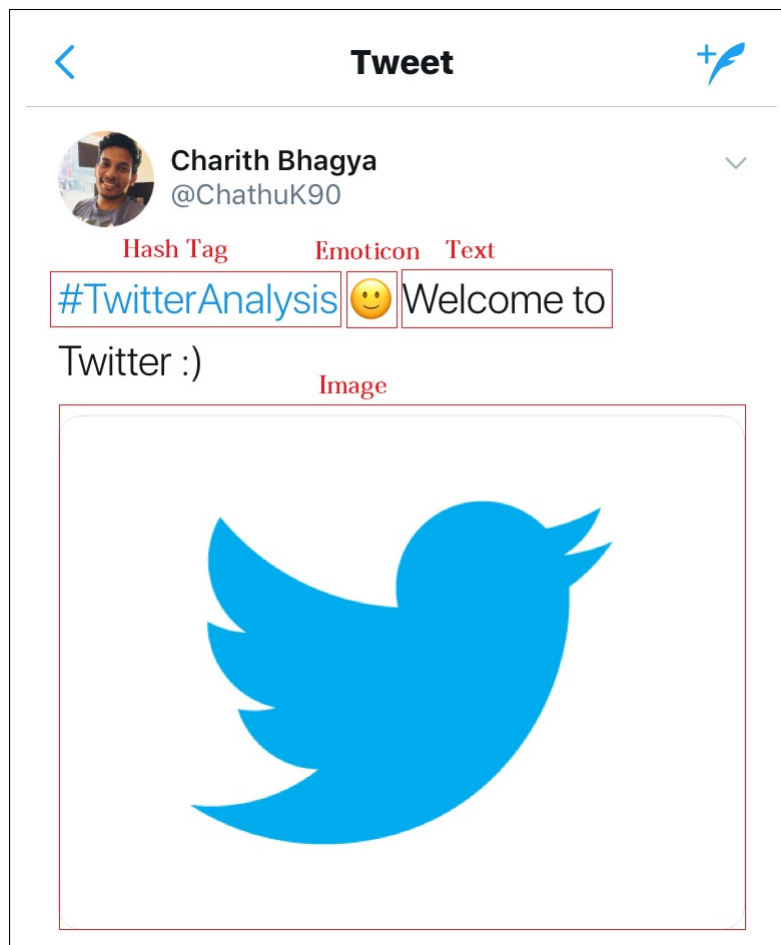 Tweet
Charith Bhagya
@ChathuK90
Hash Tag Emoticon Text
#TwitterAnalysis 🙂 Welcome to
Twitter :)
Image